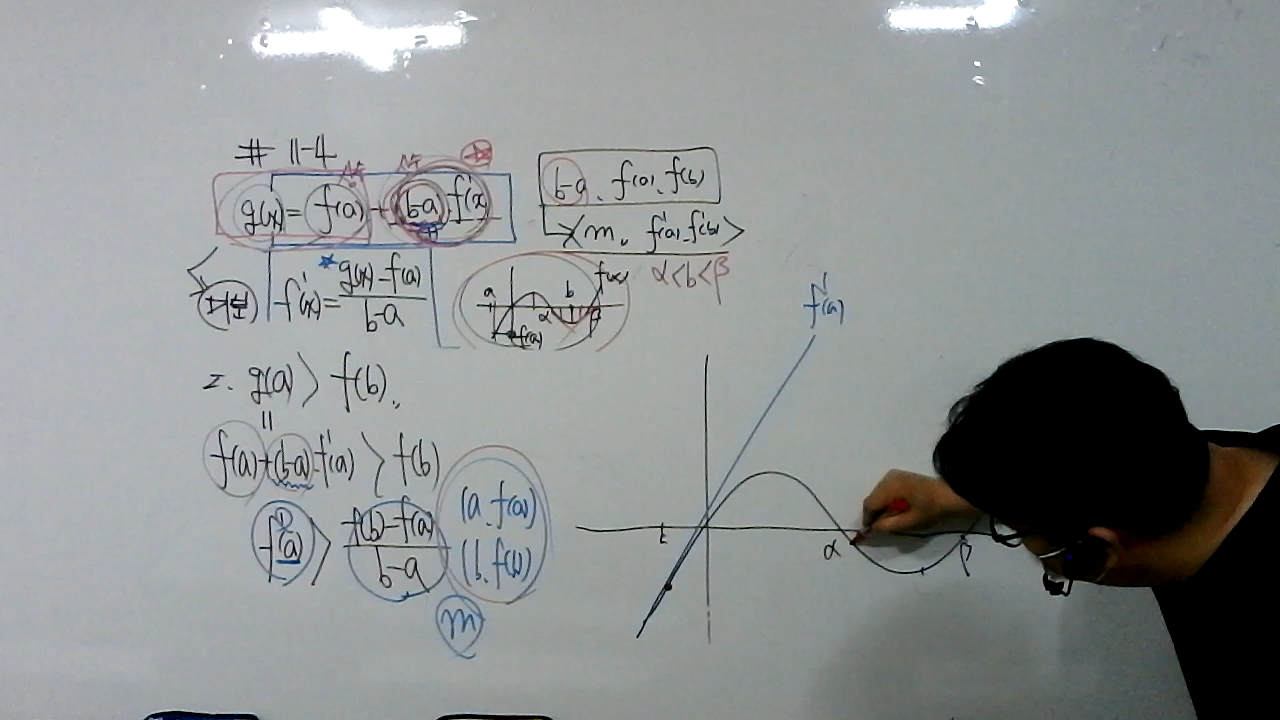 # 11-4
g(x) = f(a) + (b-a) f'(x)
f'(x) = g(x) - f(a) / b-a
ㄴ. g(a) > f(b).
||
f(a) + (b-a) f'(a) > f(b)
f'(a) > f(b) - f(a) / b-a
(a, f(a))
(b, f(b))
m
b-a, f(a), f(b)
m, f'(a), f'(b)
α < b < β
a b f(x)
α β
f(a)
f'(a)
t
α β